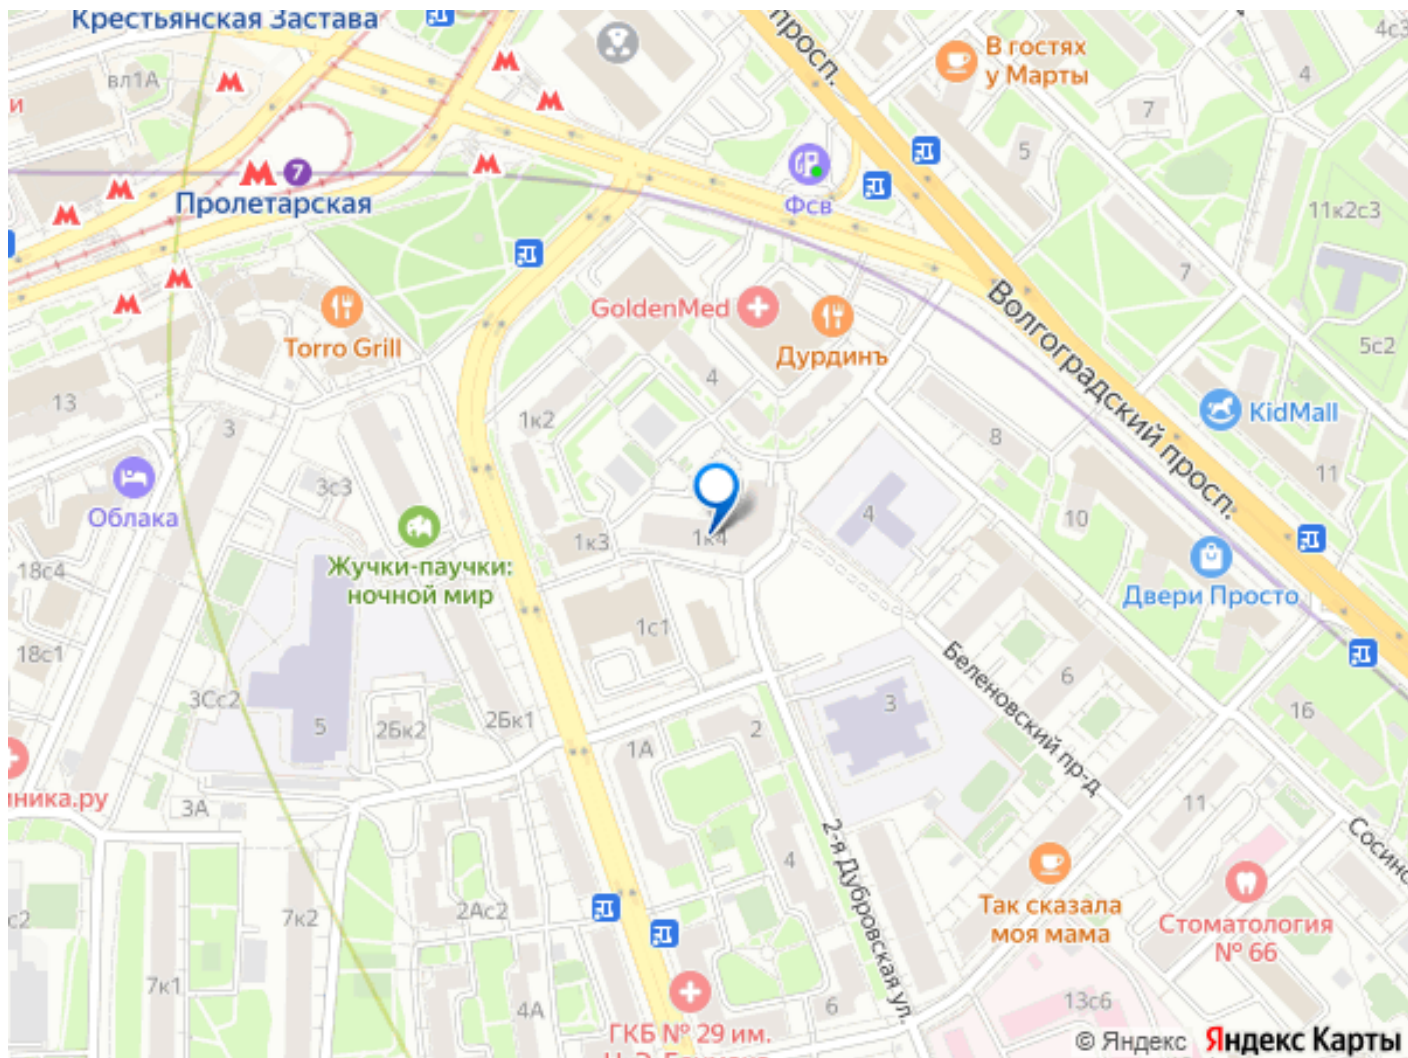 Крестьянская Застава
просп.
В гостях
у Марты
4с3
вл1А
4
7
5
и
7
Пролетарская
Фсв
11к2с3
7
GoldenMed
Волгоградский просп.
Torro Grill
Дурдинъ
5с2
4
13
1к2
3
8
KidMall
11
3с3
Облака
4
10
1к3
1к4
18с4
Жучки-паучки:
ночной мир
Двери Просто
1с1
18с1
Беленовский пр-д
6
3Сс2
5
2Бк2
2Бк1
3
16
1А
2
ника.ру
3А
11
2-я Дубровская ул.
4
Так сказала
моя мама
Стоматология
№ 66
с2
7к2
2Ас2
7к1
4А
6
13с6
ГКБ № 29 им.
© Яндекс Яндекс Карты